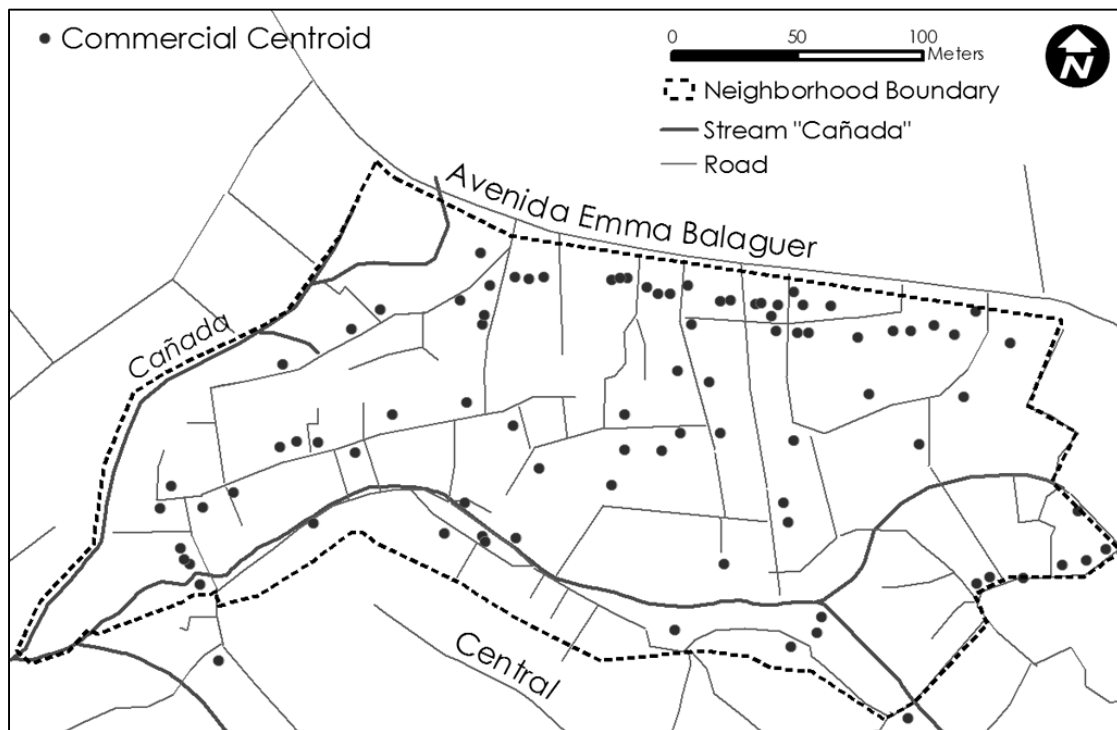 Commercial Centroid
0 50 100
Meters
N
Neighborhood Boundary
Stream "Cañada"
Road
Avenida Emma Balaguer
Cañada
Central